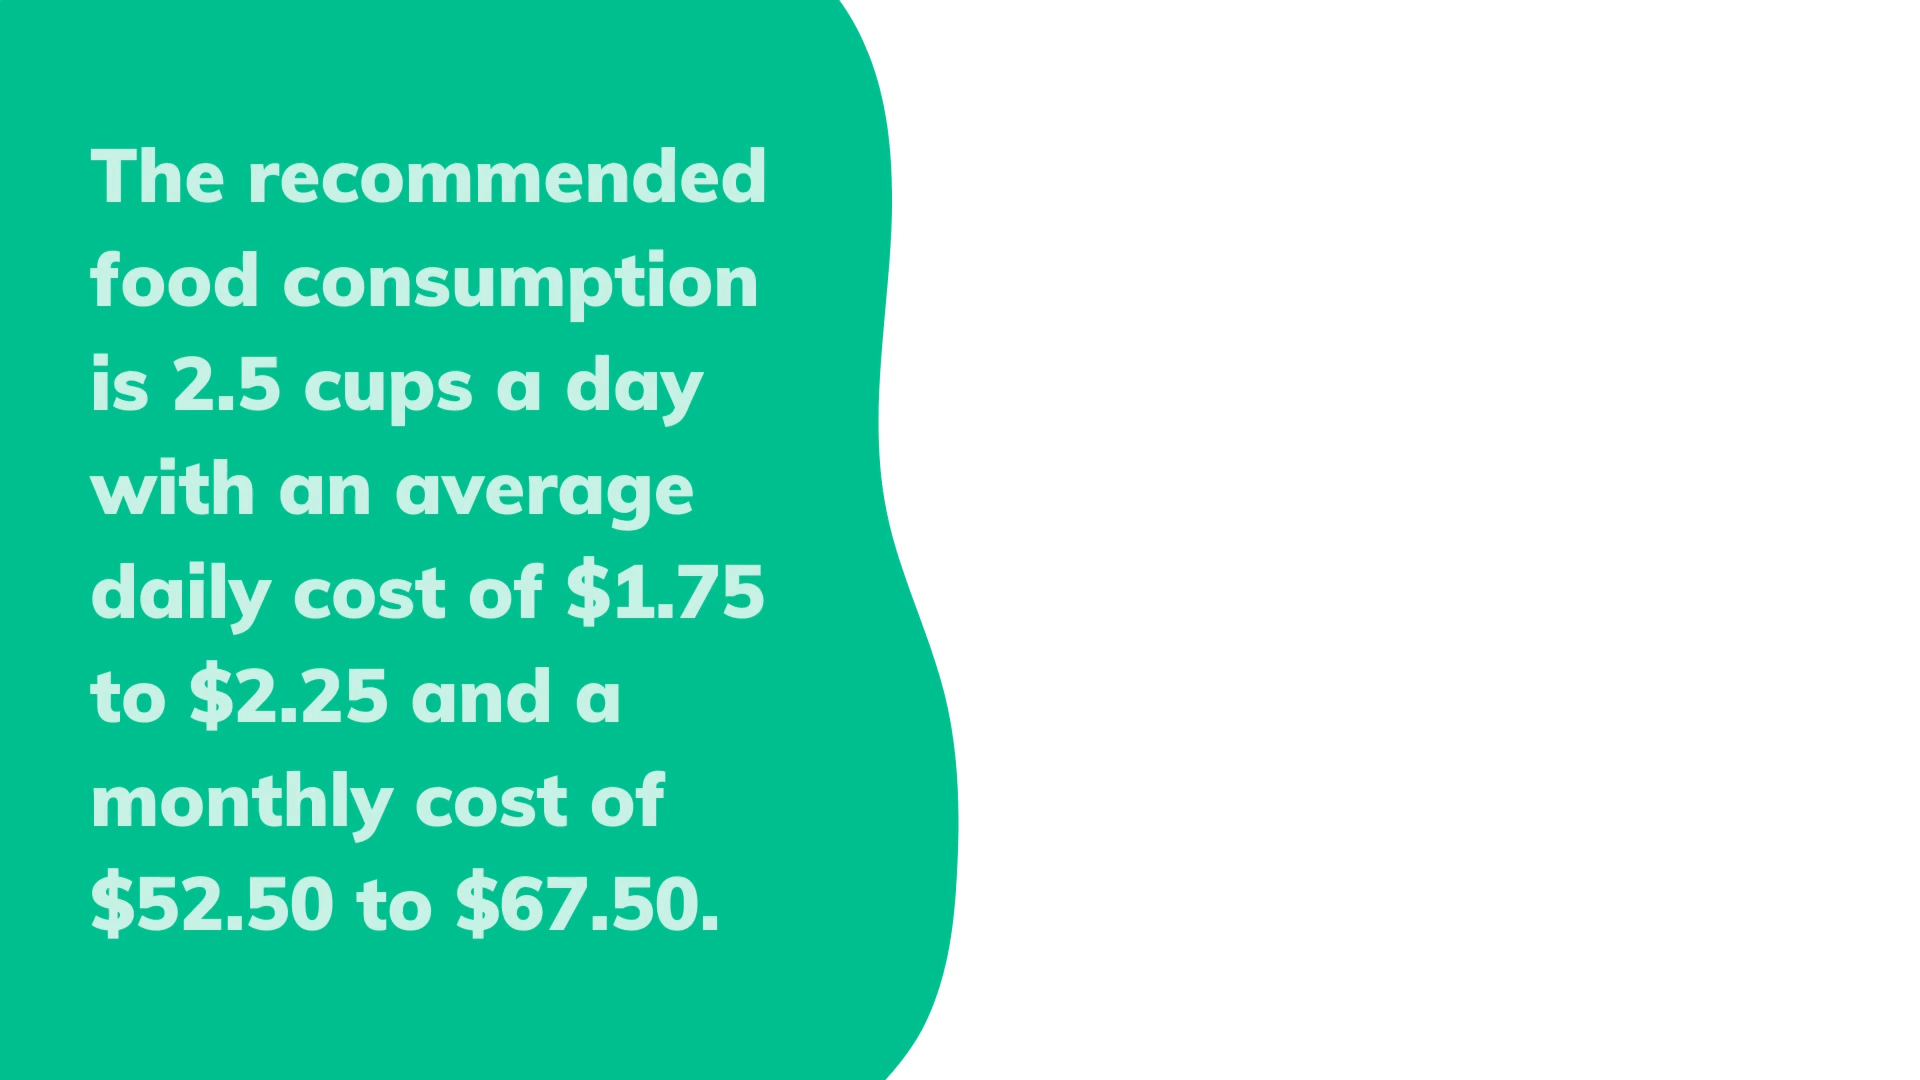 The recommended
food consumption
is 2.5 cups a day
with an average
daily cost of $1.75
to $2.25 and a
monthly cost of
$52.50 to $67.50.